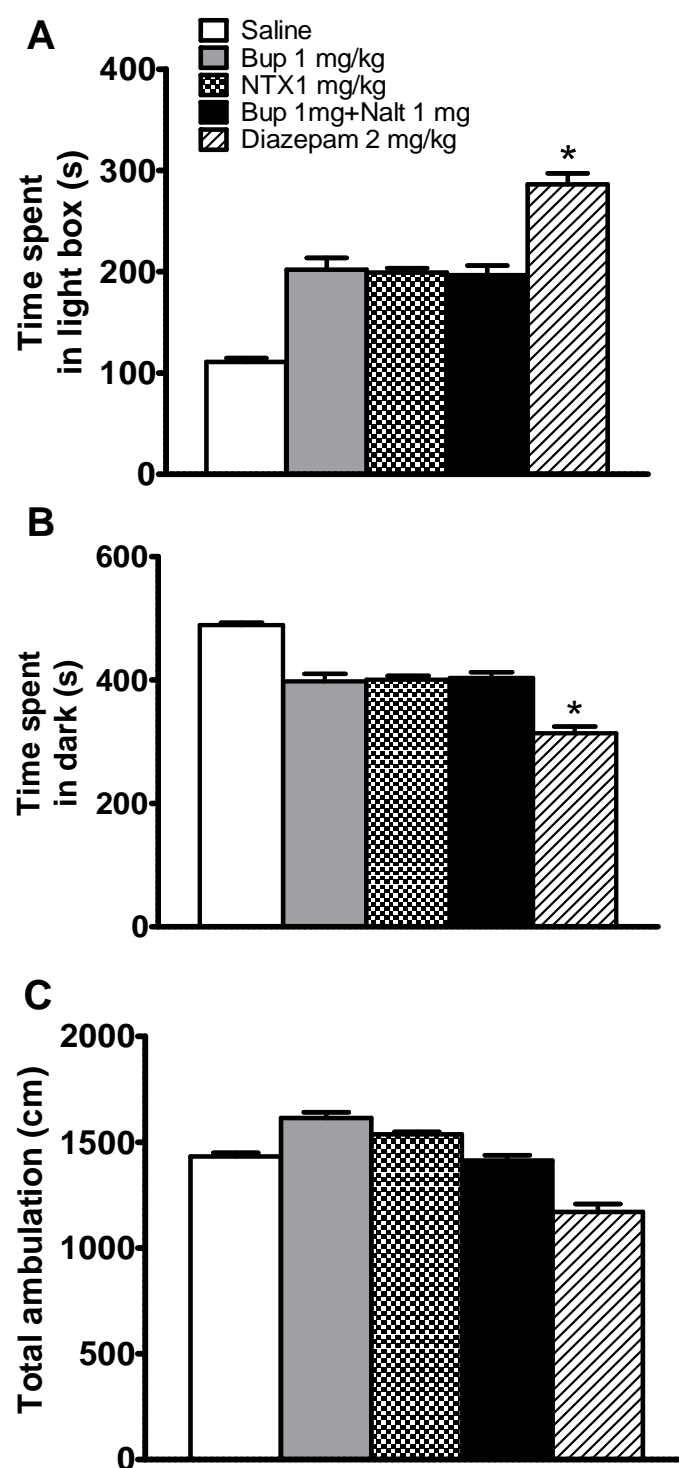 A
Saline
Bup 1 mg/kg
NTX1 mg/kg
Bup 1mg+Nalt 1 mg
Diazepam 2 mg/kg
Time spent
in light box (s)
400
300
200
100
0
*
B
Time spent
in dark (s)
600
400
200
0
*
C
Total ambulation (cm)
2000
1500
1000
500
0